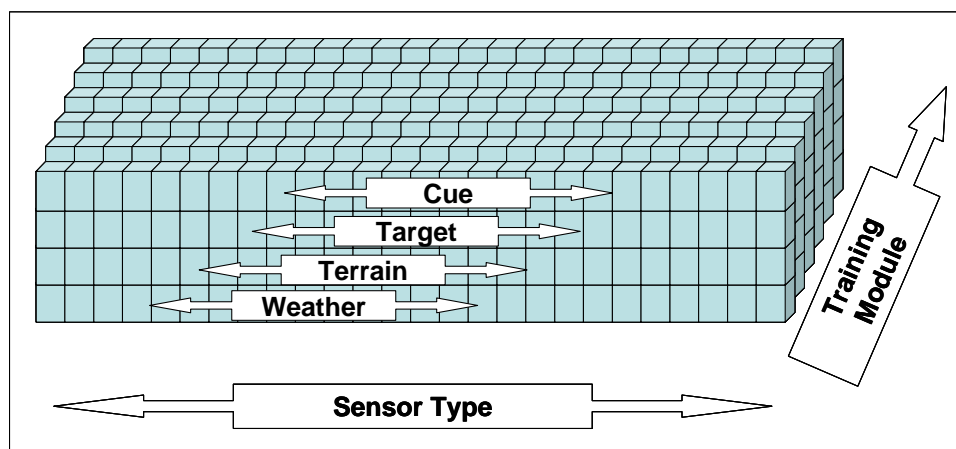 Cue
Target
Terrain
Weather
Training
Module
Sensor Type